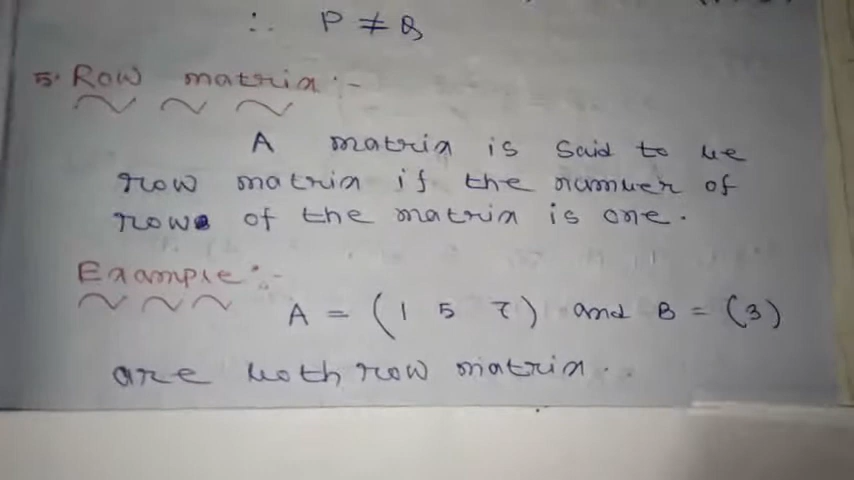 ∴ P ≠ Q
5. Row matrix :-
A matrix is said to be
row matrix if the number of
rows of the matrix is one.
Example :-
A = (1 5 7) and B = (3)
are both row matrix.